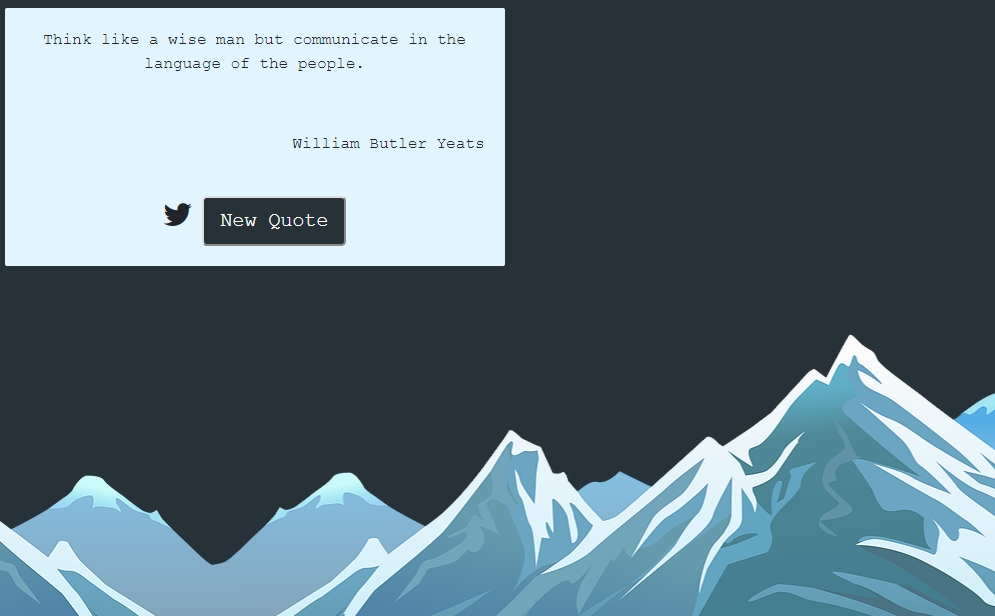 Think like a wise man but communicate in the
language of the people.
William Butler Yeats
New Quote